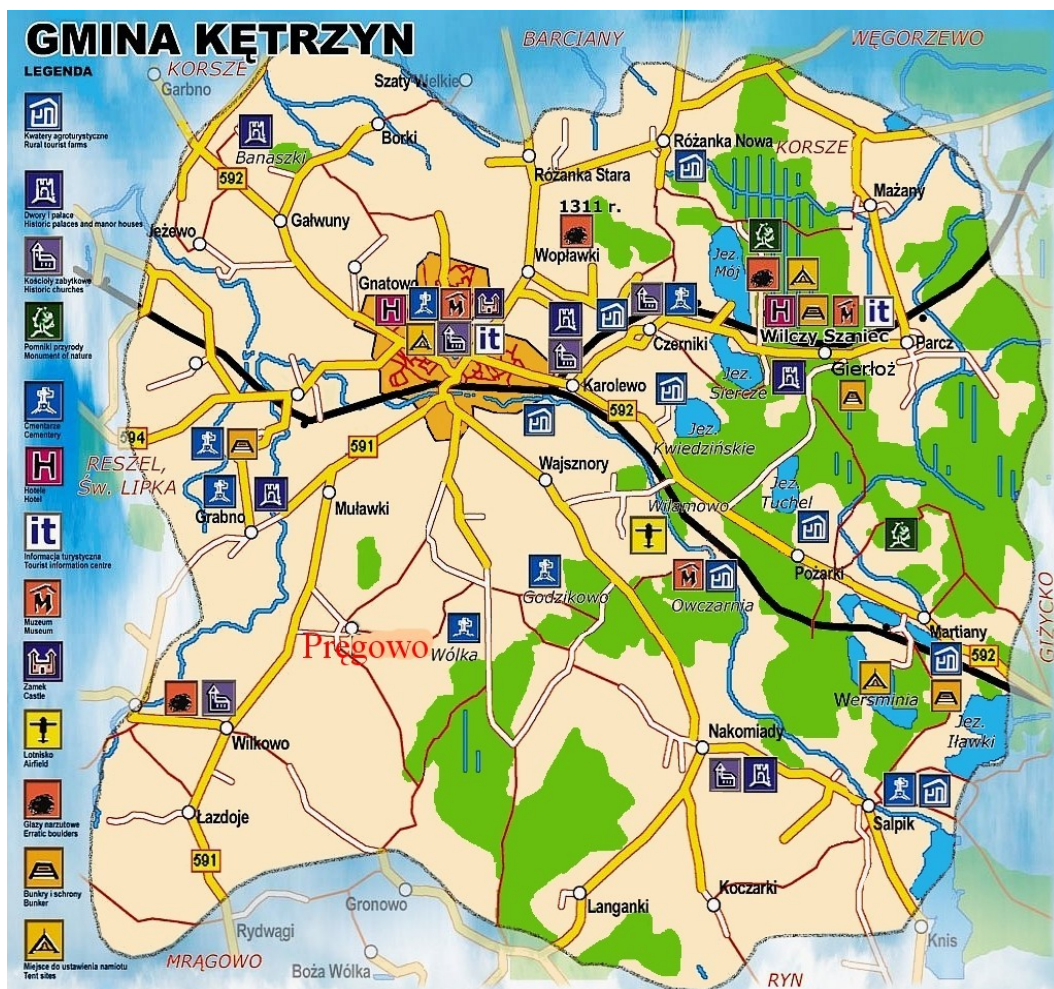 GMINA KĘTRZYN
LEGENDA
Kwatery agroturystyczne
Rural tourist farms
Dwory i pałace
Historic palaces and manor houses
Kościoły zabytkowe
Historic churches
Pomniki przyrody
Monument of nature
Cmentarze
Cementery
H
Hotele
Hotel
it
Informacja turystyczna
Tourist information centre
M
Muzeum
Museum
Zamek
Castle
Lotnisko
Airfield
Głazy narzutowe
Erratic boulders
Bunkry i schrony
Bunker
Miejsce do ustawienia namiotu
Tent sites
KORSZE
BARCIANY
WĘGORZEWO
Garbno
Szaty Wielkie
Borki
Banaszki
592
Różanka Nowa
KORSZE
Różanka Stara
Mażany
1311 r.
Gałwuny
Jeżewo
Wopławki
Jez.
Mój
Gnatowo
H
M
it
H
M
it
Wilczy Szaniec
Czerniki
Parcz
Gierłoż
Jez.
Siercze
Karolewo
592
Jez.
Kwiedzińskie
594
591
RESZEL,
Św. LIPKA
Wajsznory
Jez.
Tuchel
Grabno
Muławki
Wilamowo
Pożarki
M
Owczarnia
Godzikowo
GIŻYCKO
Martiany
592
Pręgowo
Wólka
Wersminia
Jez.
Iławki
Wilkowo
Nakomiady
Salpik
Łazdoje
591
Koczarki
Langanki
Gronowo
Rydwągi
Knis
MRĄGOWO
Boża Wólka
RYN